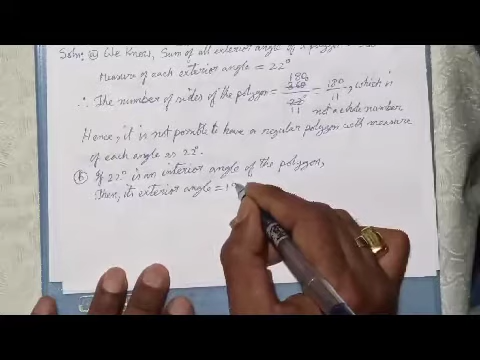 Soln: (a) We Know, Sum of all exterior angle of a polygon =
Measure of each exterior angle = 22°
∴ The number of sides of the polygon = 360/22° = 180/11, which is
180
11 not a whole number
Hence, it is not possible to have a regular polygon with measure
of each angle as 22°.
(b) If 22° is an interior angle of the polygon,
Then, its exterior angle = 1